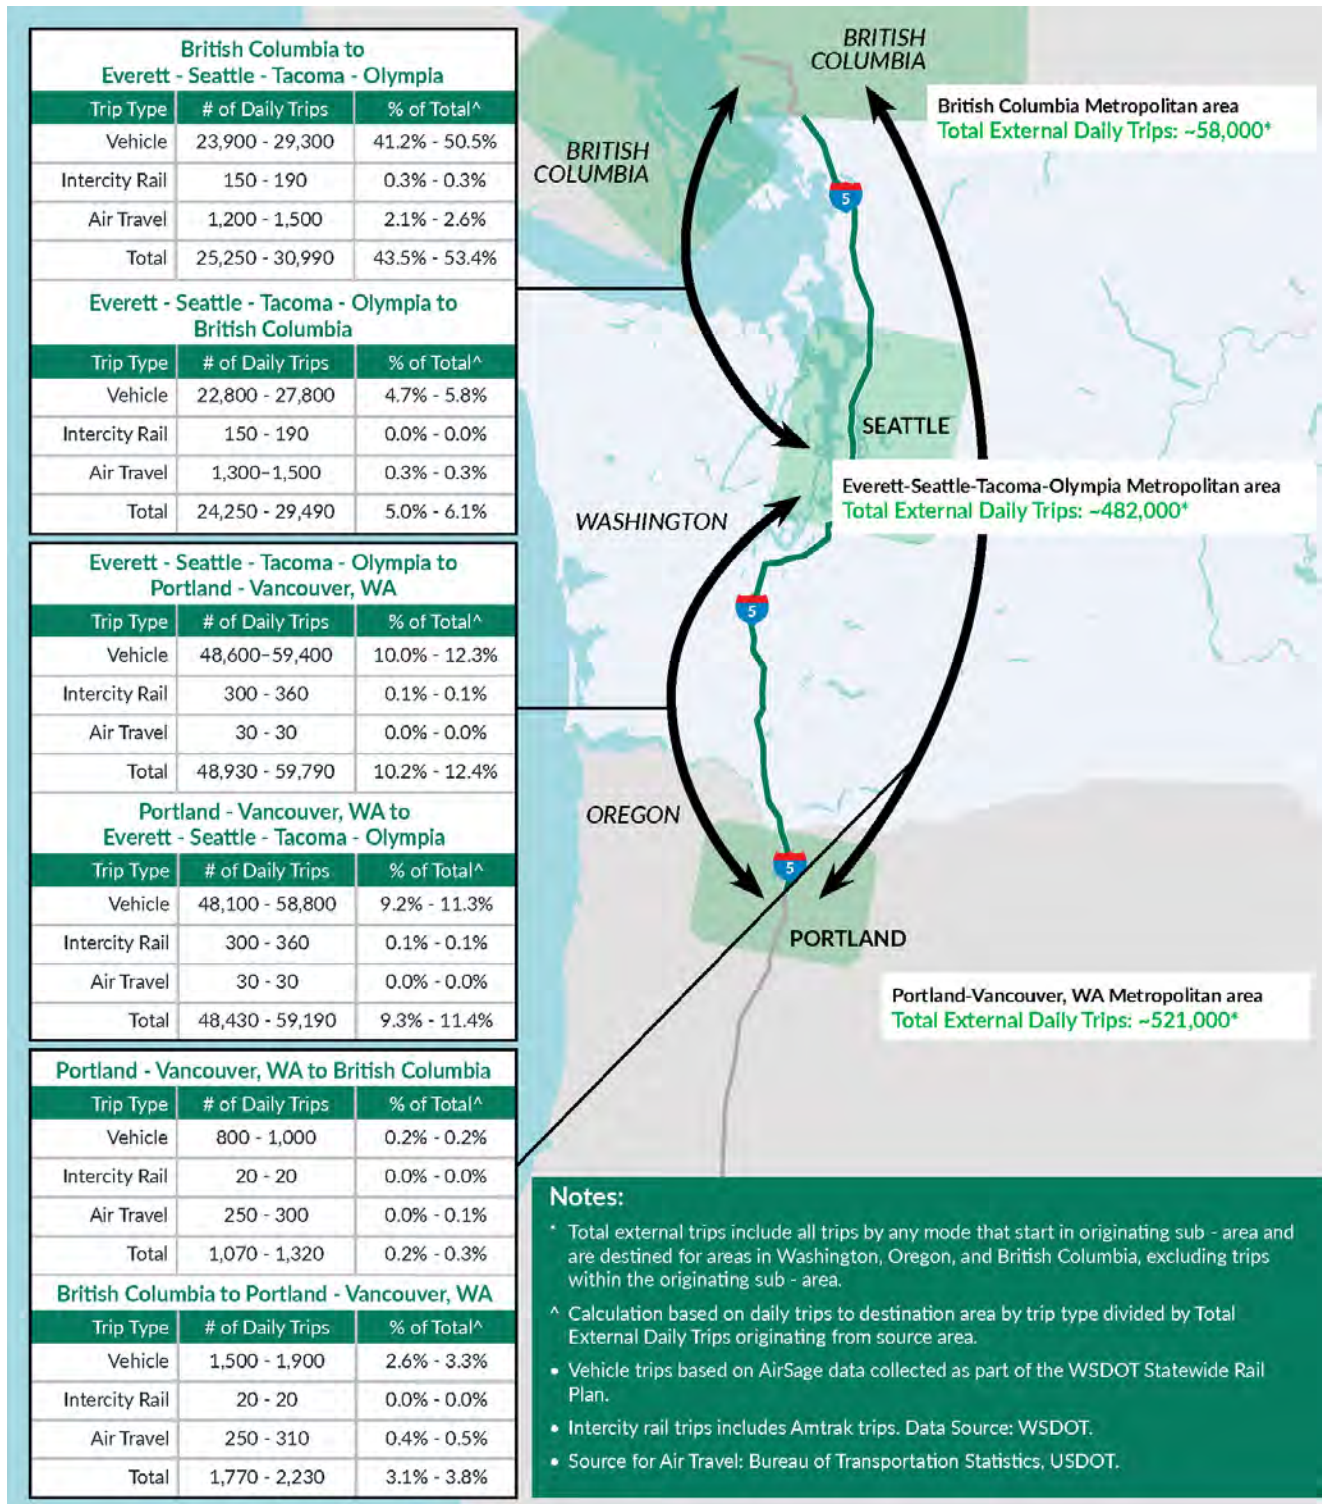 British Columbia to
Everett - Seattle - Tacoma - Olympia
Trip Type # of Daily Trips % of Total^
Vehicle 23,900 - 29,300 41.2% - 50.5%
Intercity Rail 150 - 190 0.3% - 0.3%
Air Travel 1,200 - 1,500 2.1% - 2.6%
Total 25,250 - 30,990 43.5% - 53.4%
Everett - Seattle - Tacoma - Olympia to
British Columbia
Trip Type # of Daily Trips % of Total^
Vehicle 22,800 - 27,800 4.7% - 5.8%
Intercity Rail 150 - 190 0.0% - 0.0%
Air Travel 1,300–1,500 0.3% - 0.3%
Total 24,250 - 29,490 5.0% - 6.1%
Everett - Seattle - Tacoma - Olympia to
Portland - Vancouver, WA
Trip Type # of Daily Trips % of Total^
Vehicle 48,600–59,400 10.0% - 12.3%
Intercity Rail 300 - 360 0.1% - 0.1%
Air Travel 30 - 30 0.0% - 0.0%
Total 48,930 - 59,790 10.2% - 12.4%
Portland - Vancouver, WA to
Everett - Seattle - Tacoma - Olympia
Trip Type # of Daily Trips % of Total^
Vehicle 48,100 - 58,800 9.2% - 11.3%
Intercity Rail 300 - 360 0.1% - 0.1%
Air Travel 30 - 30 0.0% - 0.0%
Total 48,430 - 59,190 9.3% - 11.4%
Portland - Vancouver, WA to British Columbia
Trip Type # of Daily Trips % of Total^
Vehicle 800 - 1,000 0.2% - 0.2%
Intercity Rail 20 - 20 0.0% - 0.0%
Air Travel 250 - 300 0.0% - 0.1%
Total 1,070 - 1,320 0.2% - 0.3%
British Columbia to Portland - Vancouver, WA
Trip Type # of Daily Trips % of Total^
Vehicle 1,500 - 1,900 2.6% - 3.3%
Intercity Rail 20 - 20 0.0% - 0.0%
Air Travel 250 - 310 0.4% - 0.5%
Total 1,770 - 2,230 3.1% - 3.8%
BRITISH
COLUMBIA
British Columbia Metropolitan area
Total External Daily Trips: ~58,000*
BRITISH
COLUMBIA
5
SEATTLE
Everett-Seattle-Tacoma-Olympia Metropolitan area
Total External Daily Trips: ~482,000*
WASHINGTON
5
OREGON
5
PORTLAND
Portland-Vancouver, WA Metropolitan area
Total External Daily Trips: ~521,000*
Notes:
* Total external trips include all trips by any mode that start in originating sub - area and
are destined for areas in Washington, Oregon, and British Columbia, excluding trips
within the originating sub - area.
^ Calculation based on daily trips to destination area by trip type divided by Total
External Daily Trips originating from source area.
• Vehicle trips based on AirSage data collected as part of the WSDOT Statewide Rail
Plan.
• Intercity rail trips includes Amtrak trips. Data Source: WSDOT.
• Source for Air Travel: Bureau of Transportation Statistics, USDOT.